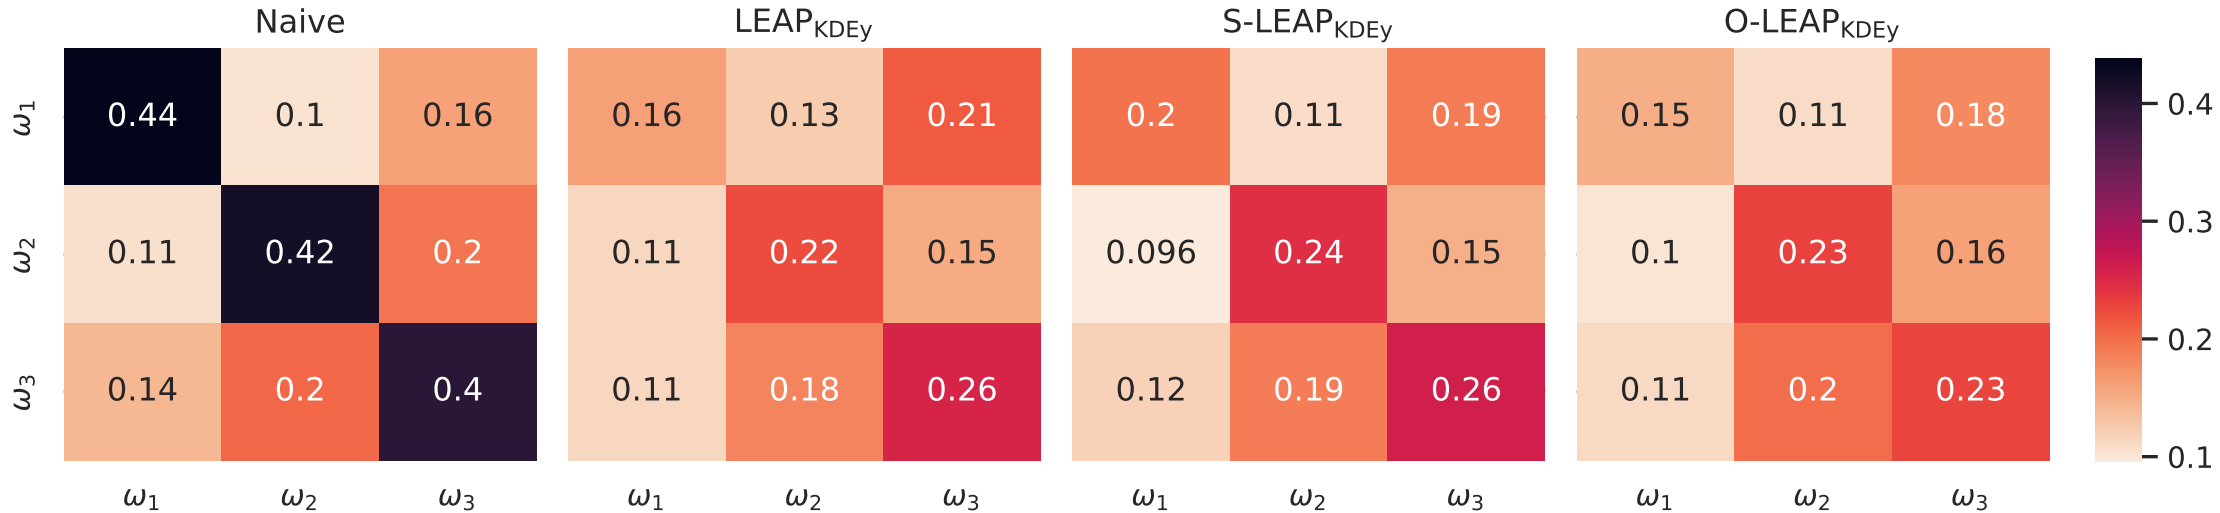 Naive LEAP_KDEy S-LEAP_KDEy O-LEAP_KDEy
ω1 0.44 0.1 0.16 0.16 0.13 0.21 0.2 0.11 0.19 0.15 0.11 0.18 0.4
0.3
ω2 0.11 0.42 0.2 0.11 0.22 0.15 0.096 0.24 0.15 0.1 0.23 0.16
0.2
ω3 0.14 0.2 0.4 0.11 0.18 0.26 0.12 0.19 0.26 0.11 0.2 0.23
0.1
ω1 ω2 ω3 ω1 ω2 ω3 ω1 ω2 ω3 ω1 ω2 ω3